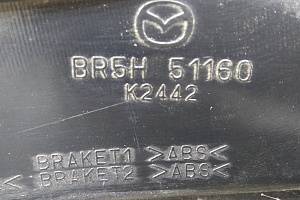 BR5H 51160
K2442
BRAKET1 >ABS<
< BRAKET2 >ABS<